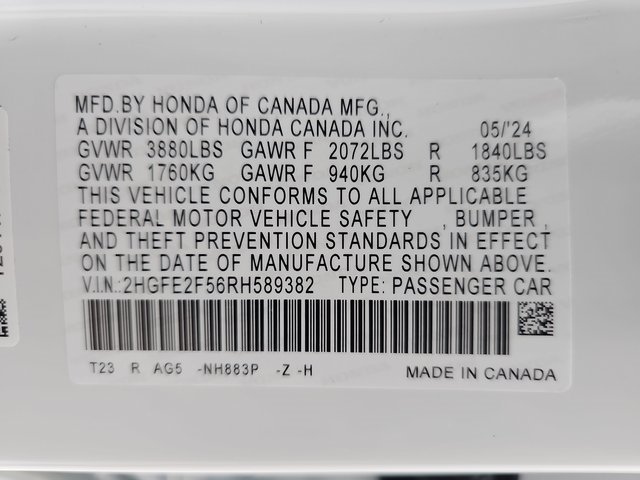 MFD.BY HONDA OF CANADA MFG.,
A DIVISION OF HONDA CANADA INC. 05/'24
GVWR 3880LBS GAWR F 2072LBS R 1840LBS
GVWR 1760KG GAWR F 940KG R 835KG
THIS VEHICLE CONFORMS TO ALL APPLICABLE
FEDERAL MOTOR VEHICLE SAFETY , BUMPER ,
AND THEFT PREVENTION STANDARDS IN EFFECT
ON THE DATE OF MANUFACTURE SHOWN ABOVE.
V.I.N.:2HGFE2F56RH589382 TYPE: PASSENGER CAR
T23 R AG5 -NH883P -Z -H MADE IN CANADA